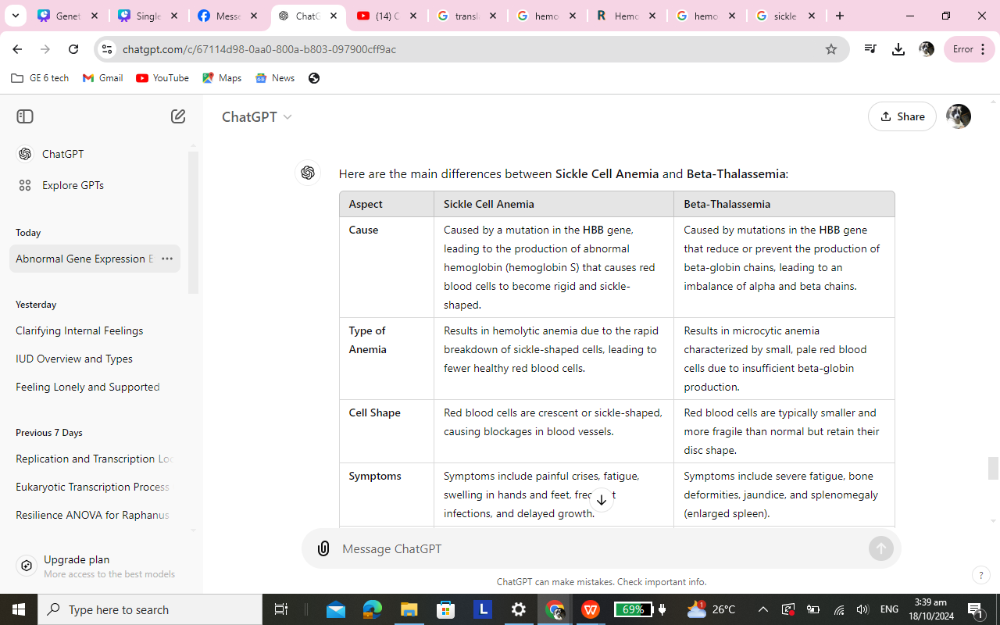 Genet
Single
Messe
ChatG
(14) C
transl
hemo
Hemo
hemo
sickle
chatgpt.com/c/67114d98-0aa0-800a-b803-097900cff9ac
Error
GE 6 tech
Gmail
YouTube
Maps
News
ChatGPT
Share
ChatGPT
Explore GPTs
Today
Abnormal Gene Expression E
Yesterday
Clarifying Internal Feelings
IUD Overview and Types
Feeling Lonely and Supported
Previous 7 Days
Replication and Transcription Loc
Eukaryotic Transcription Process
Resilience ANOVA for Raphanus
Upgrade plan
More access to the best models
Here are the main differences between Sickle Cell Anemia and Beta-Thalassemia:
Aspect
Sickle Cell Anemia
Beta-Thalassemia
Cause
Caused by a mutation in the HBB gene,
leading to the production of abnormal
hemoglobin (hemoglobin S) that causes red
blood cells to become rigid and sickle-
shaped.
Caused by mutations in the HBB gene
that reduce or prevent the production of
beta-globin chains, leading to an
imbalance of alpha and beta chains.
Type of
Anemia
Results in hemolytic anemia due to the rapid
breakdown of sickle-shaped cells, leading to
fewer healthy red blood cells.
Results in microcytic anemia
characterized by small, pale red blood
cells due to insufficient beta-globin
production.
Cell Shape
Red blood cells are crescent or sickle-shaped,
causing blockages in blood vessels.
Red blood cells are typically smaller and
more fragile than normal but retain their
disc shape.
Symptoms
Symptoms include painful crises, fatigue,
swelling in hands and feet,
infections, and delayed growth.
Symptoms include severe fatigue, bone
deformities, jaundice, and splenomegaly
(enlarged spleen).
Message ChatGPT
ChatGPT can make mistakes. Check important info.
?
Type here to search
L
W
69%
1
26°C
ENG
3:39 am
18/10/2024
1